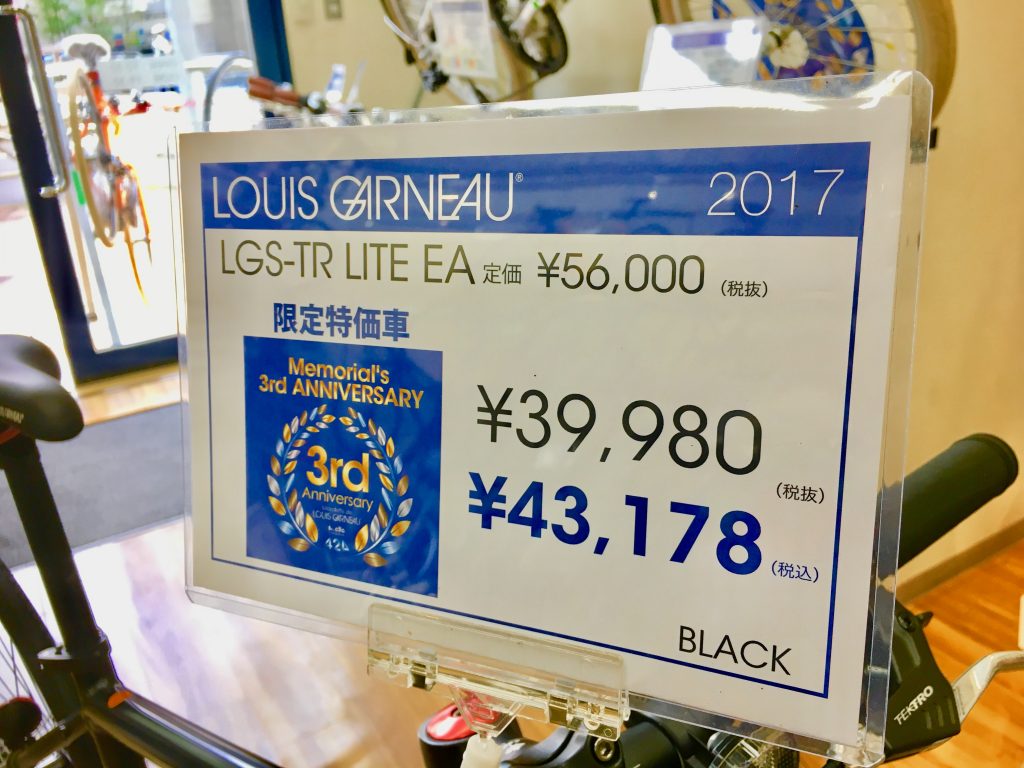 LOUIS GARNEAU® 2017
LGS-TR LITE EA 定価 ¥56,000 (税抜)
限定特価車
Memorial's
3rd ANNIVERSARY
3rd
Anniversary
LOUIS GARNEAU
420
¥39,980 (税抜)
¥43,178 (税込)
BLACK
TEKTRO